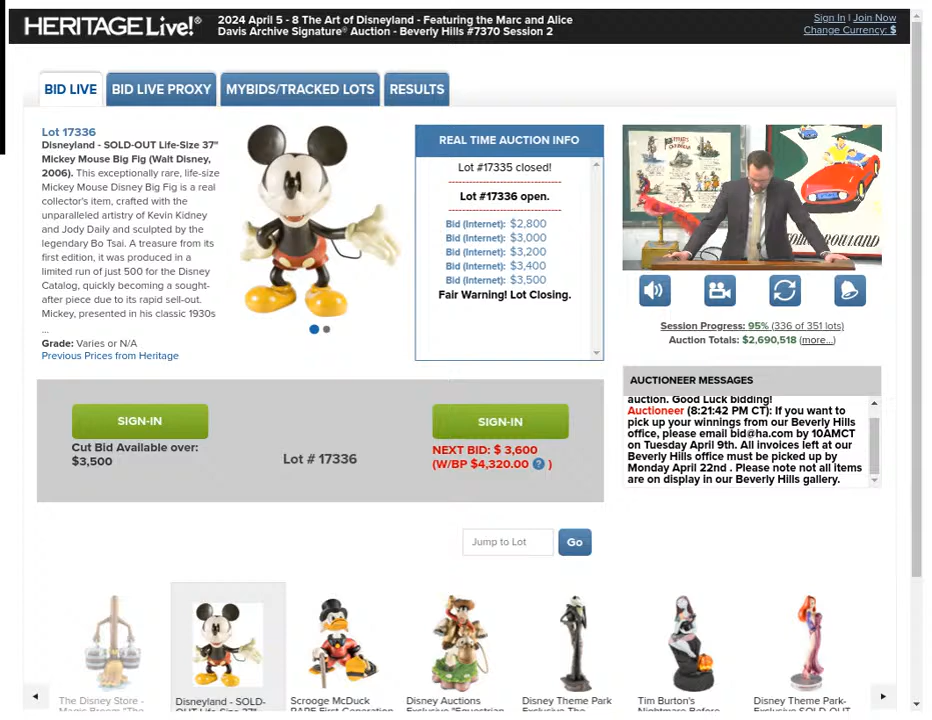 HERITAGE Live!®
2024 April 5 - 8 The Art of Disneyland - Featuring the Marc and Alice
Davis Archive Signature® Auction - Beverly Hills #7370 Session 2
Sign In | Join Now
Change Currency: $
BID LIVE
BID LIVE PROXY
MYBIDS/TRACKED LOTS
RESULTS
Lot 17336
Disneyland - SOLD-OUT Life-Size 37"
Mickey Mouse Big Fig (Walt Disney,
2006). This exceptionally rare, life-size
Mickey Mouse Disney Big Fig is a real
collector's item, crafted with the
unparalleled artistry of Kevin Kidney
and Jody Daily and sculpted by the
legendary Bo Tsai. A treasure from its
first edition, it was produced in a
limited run of just 500 for the Disney
Catalog, quickly becoming a sought-
after piece due to its rapid sell-out.
Mickey, presented in his classic 1930s
...
Grade: Varies or N/A
Previous Prices from Heritage
REAL TIME AUCTION INFO
Lot #17335 closed!
Lot #17336 open.
Bid (Internet): $2,800
Bid (Internet): $3,000
Bid (Internet): $3,200
Bid (Internet): $3,400
Bid (Internet): $3,500
Fair Warning! Lot Closing.
Session Progress: 95% (336 of 351 lots)
Auction Totals: $2,690,518 (more...)
AUCTIONEER MESSAGES
auction. Good Luck bidding!
Auctioneer (8:21:42 PM CT): If you want to
pick up your winnings from our Beverly Hills
office, please email bid@ha.com by 10AMCT
on Tuesday April 9th. All invoices left at our
Beverly Hills office must be picked up by
Monday April 22nd . Please note not all items
are on display in our Beverly Hills gallery.
SIGN-IN
Cut Bid Available over:
$3,500
Lot # 17336
SIGN-IN
NEXT BID: $ 3,600
(W/BP $4,320.00 ? )
Jump to Lot
Go
The Disney Store -
Magic Broom "The
Disneyland - SOLD-
OUT Life-Size 37"
Scrooge McDuck
RARE First Generation
Disney Auctions
Exclusive "Equestrian
Disney Theme Park
Exclusive The
Tim Burton's
Nightmare Before
Disney Theme Park-
Exclusive SOLD-OUT